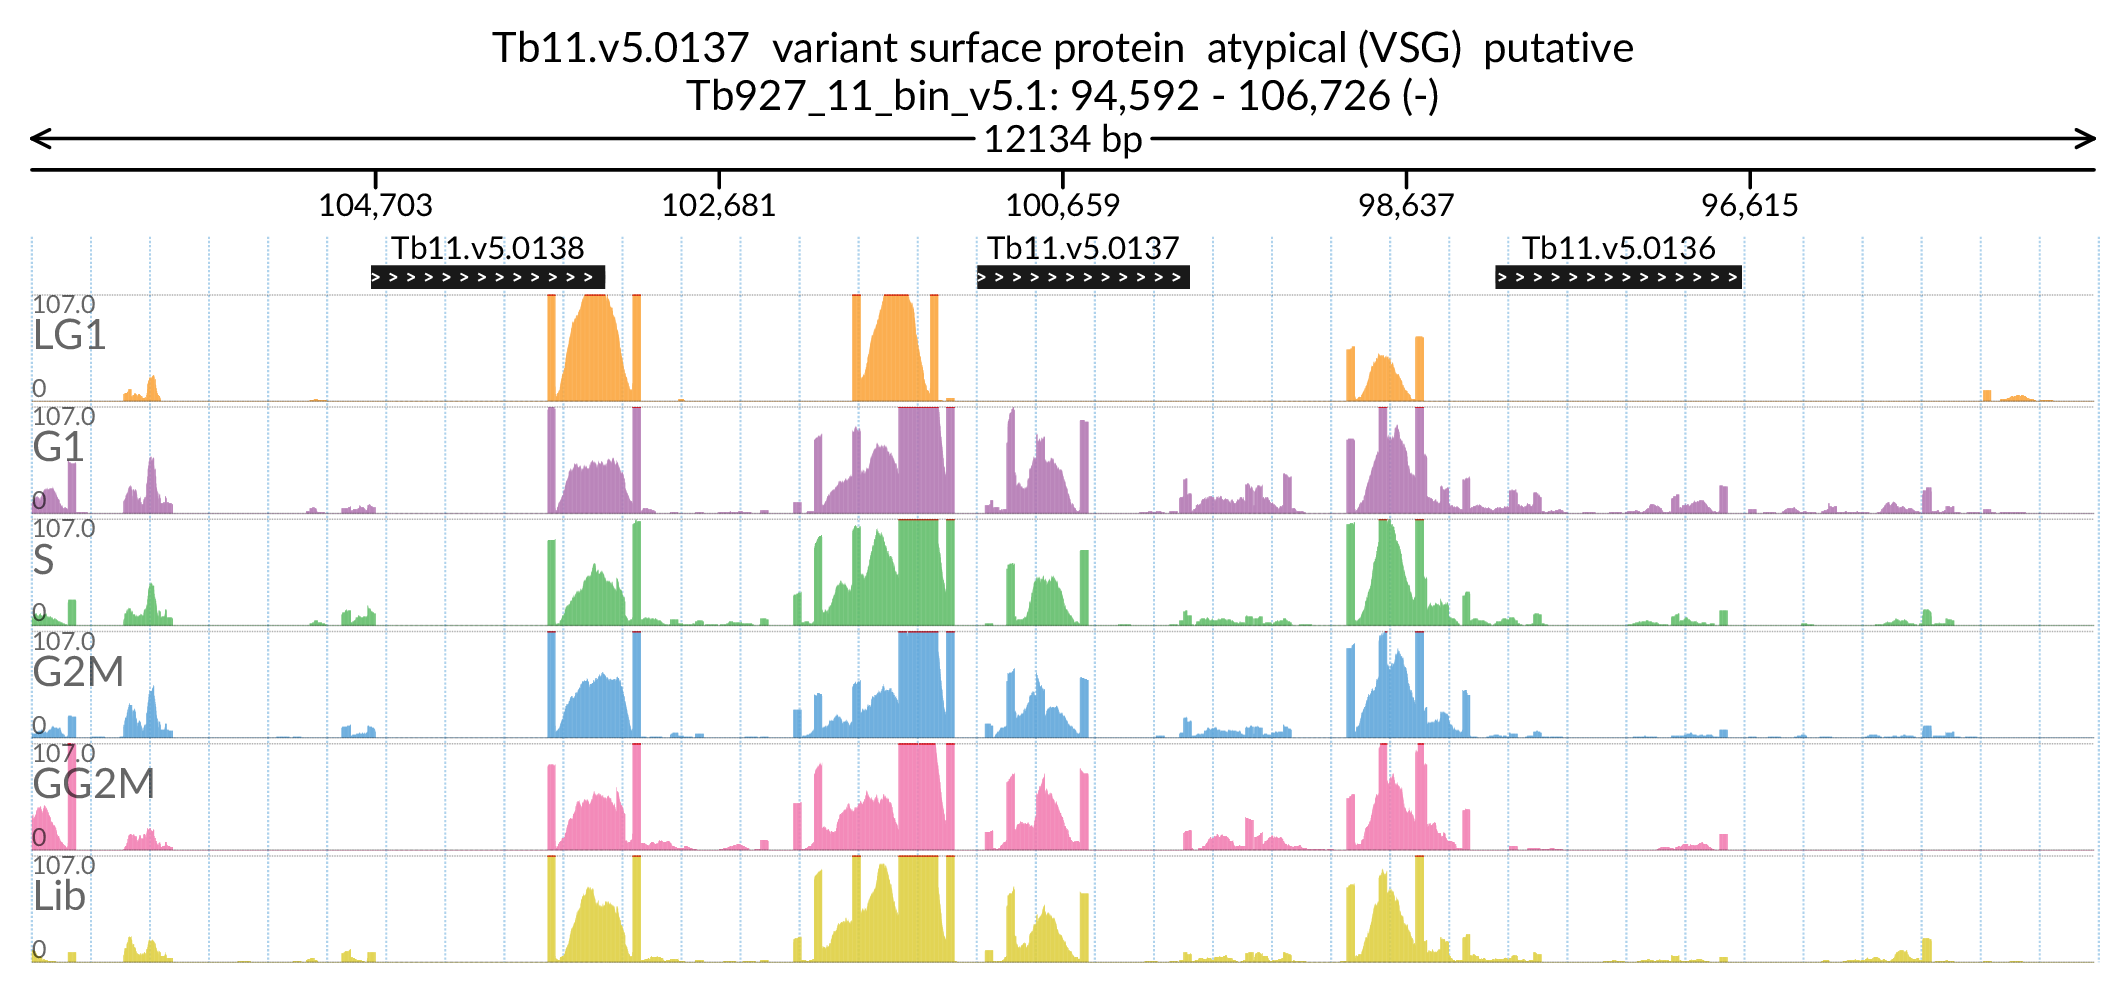 Tb11.v5.0137  variant surface protein  atypical (VSG)  putative
Tb927_11_bin_v5.1: 94,592 - 106,726 (-)
12134 bp
104,703 102,681 100,659 98,637 96,615
Tb11.v5.0138 Tb11.v5.0137 Tb11.v5.0136
107.0
LG1
0
107.0
G1
0
107.0
S
0
107.0
G2M
0
107.0
GG2M
0
107.0
Lib
0